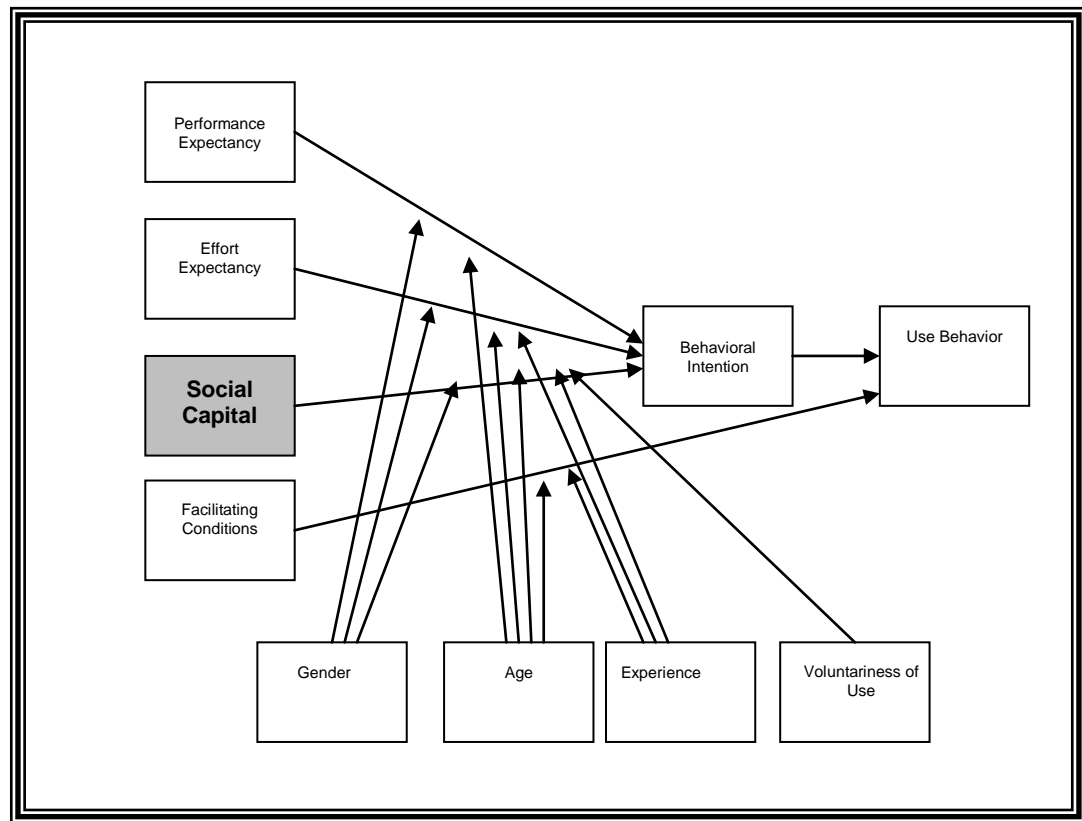 Performance
Expectancy
Effort
Expectancy
Social
Capital
Facilitating
Conditions
Behavioral
Intention
Use Behavior
Gender
Age
Experience
Voluntariness of
Use